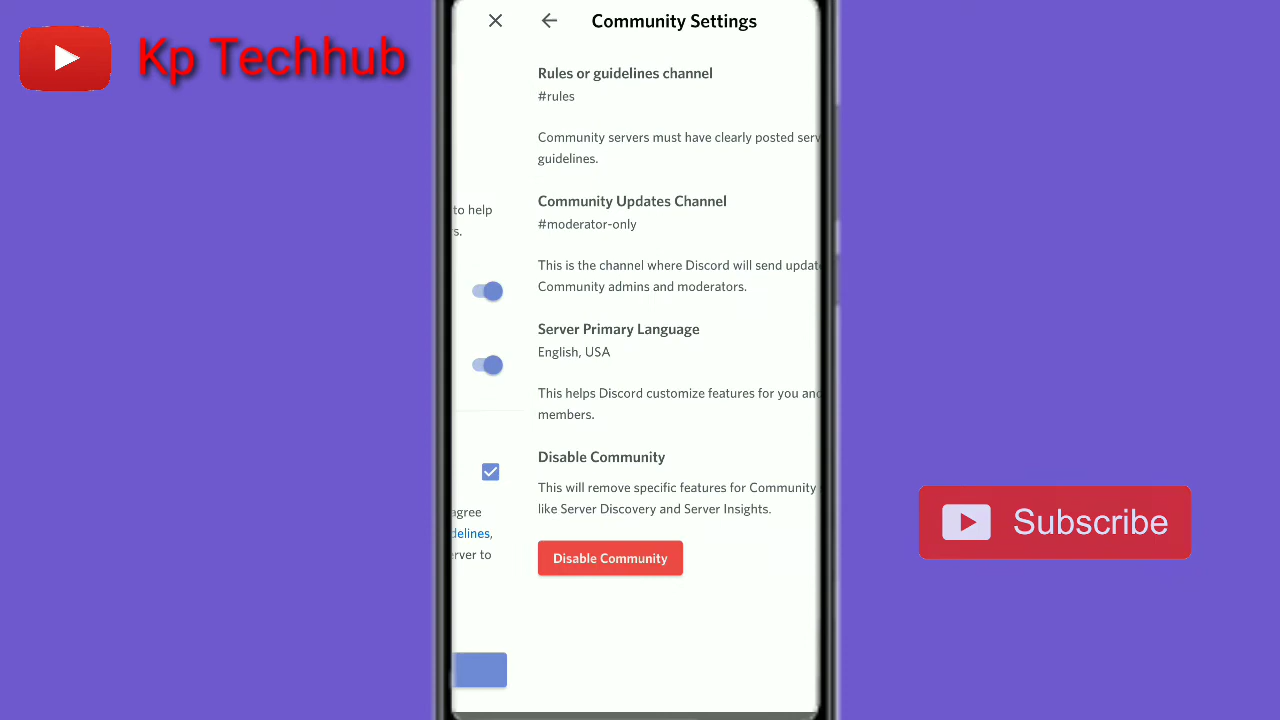 Kp Techhub
Community Settings
Rules or guidelines channel
#rules
Community servers must have clearly posted serv
guidelines.
Community Updates Channel
#moderator-only
This is the channel where Discord will send updat
Community admins and moderators.
Server Primary Language
English, USA
This helps Discord customize features for you and
members.
Disable Community
This will remove specific features for Community
like Server Discovery and Server Insights.
Disable Community
to help
s.
agree
delines,
erver to
Subscribe